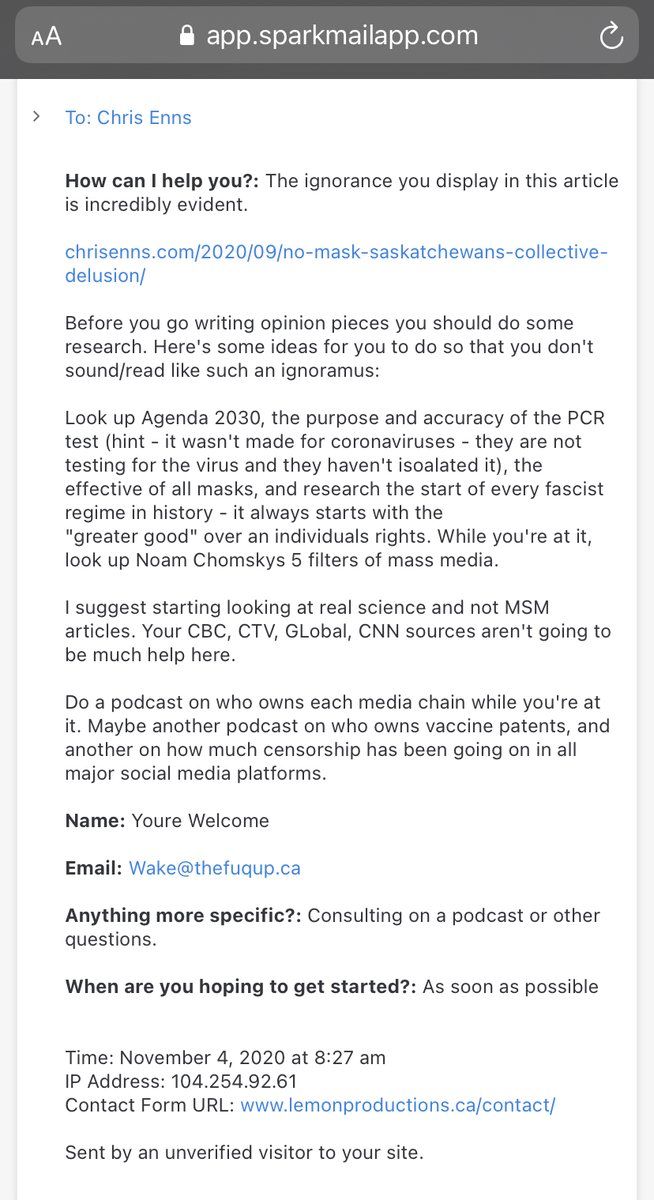 AA app.sparkmailapp.com
> To: Chris Enns
How can I help you?: The ignorance you display in this article
is incredibly evident.
chrisenns.com/2020/09/no-mask-saskatchewans-collective-
delusion/
Before you go writing opinion pieces you should do some
research. Here's some ideas for you to do so that you don't
sound/read like such an ignoramus:
Look up Agenda 2030, the purpose and accuracy of the PCR
test (hint - it wasn't made for coronaviruses - they are not
testing for the virus and they haven't isoalated it), the
effective of all masks, and research the start of every fascist
regime in history - it always starts with the
"greater good" over an individuals rights. While you're at it,
look up Noam Chomskys 5 filters of mass media.
I suggest starting looking at real science and not MSM
articles. Your CBC, CTV, GLobal, CNN sources aren't going to
be much help here.
Do a podcast on who owns each media chain while you're at
it. Maybe another podcast on who owns vaccine patents, and
another on how much censorship has been going on in all
major social media platforms.
Name: Youre Welcome
Email: Wake@thefuqup.ca
Anything more specific?: Consulting on a podcast or other
questions.
When are you hoping to get started?: As soon as possible
Time: November 4, 2020 at 8:27 am
IP Address: 104.254.92.61
Contact Form URL: www.lemonproductions.ca/contact/
Sent by an unverified visitor to your site.